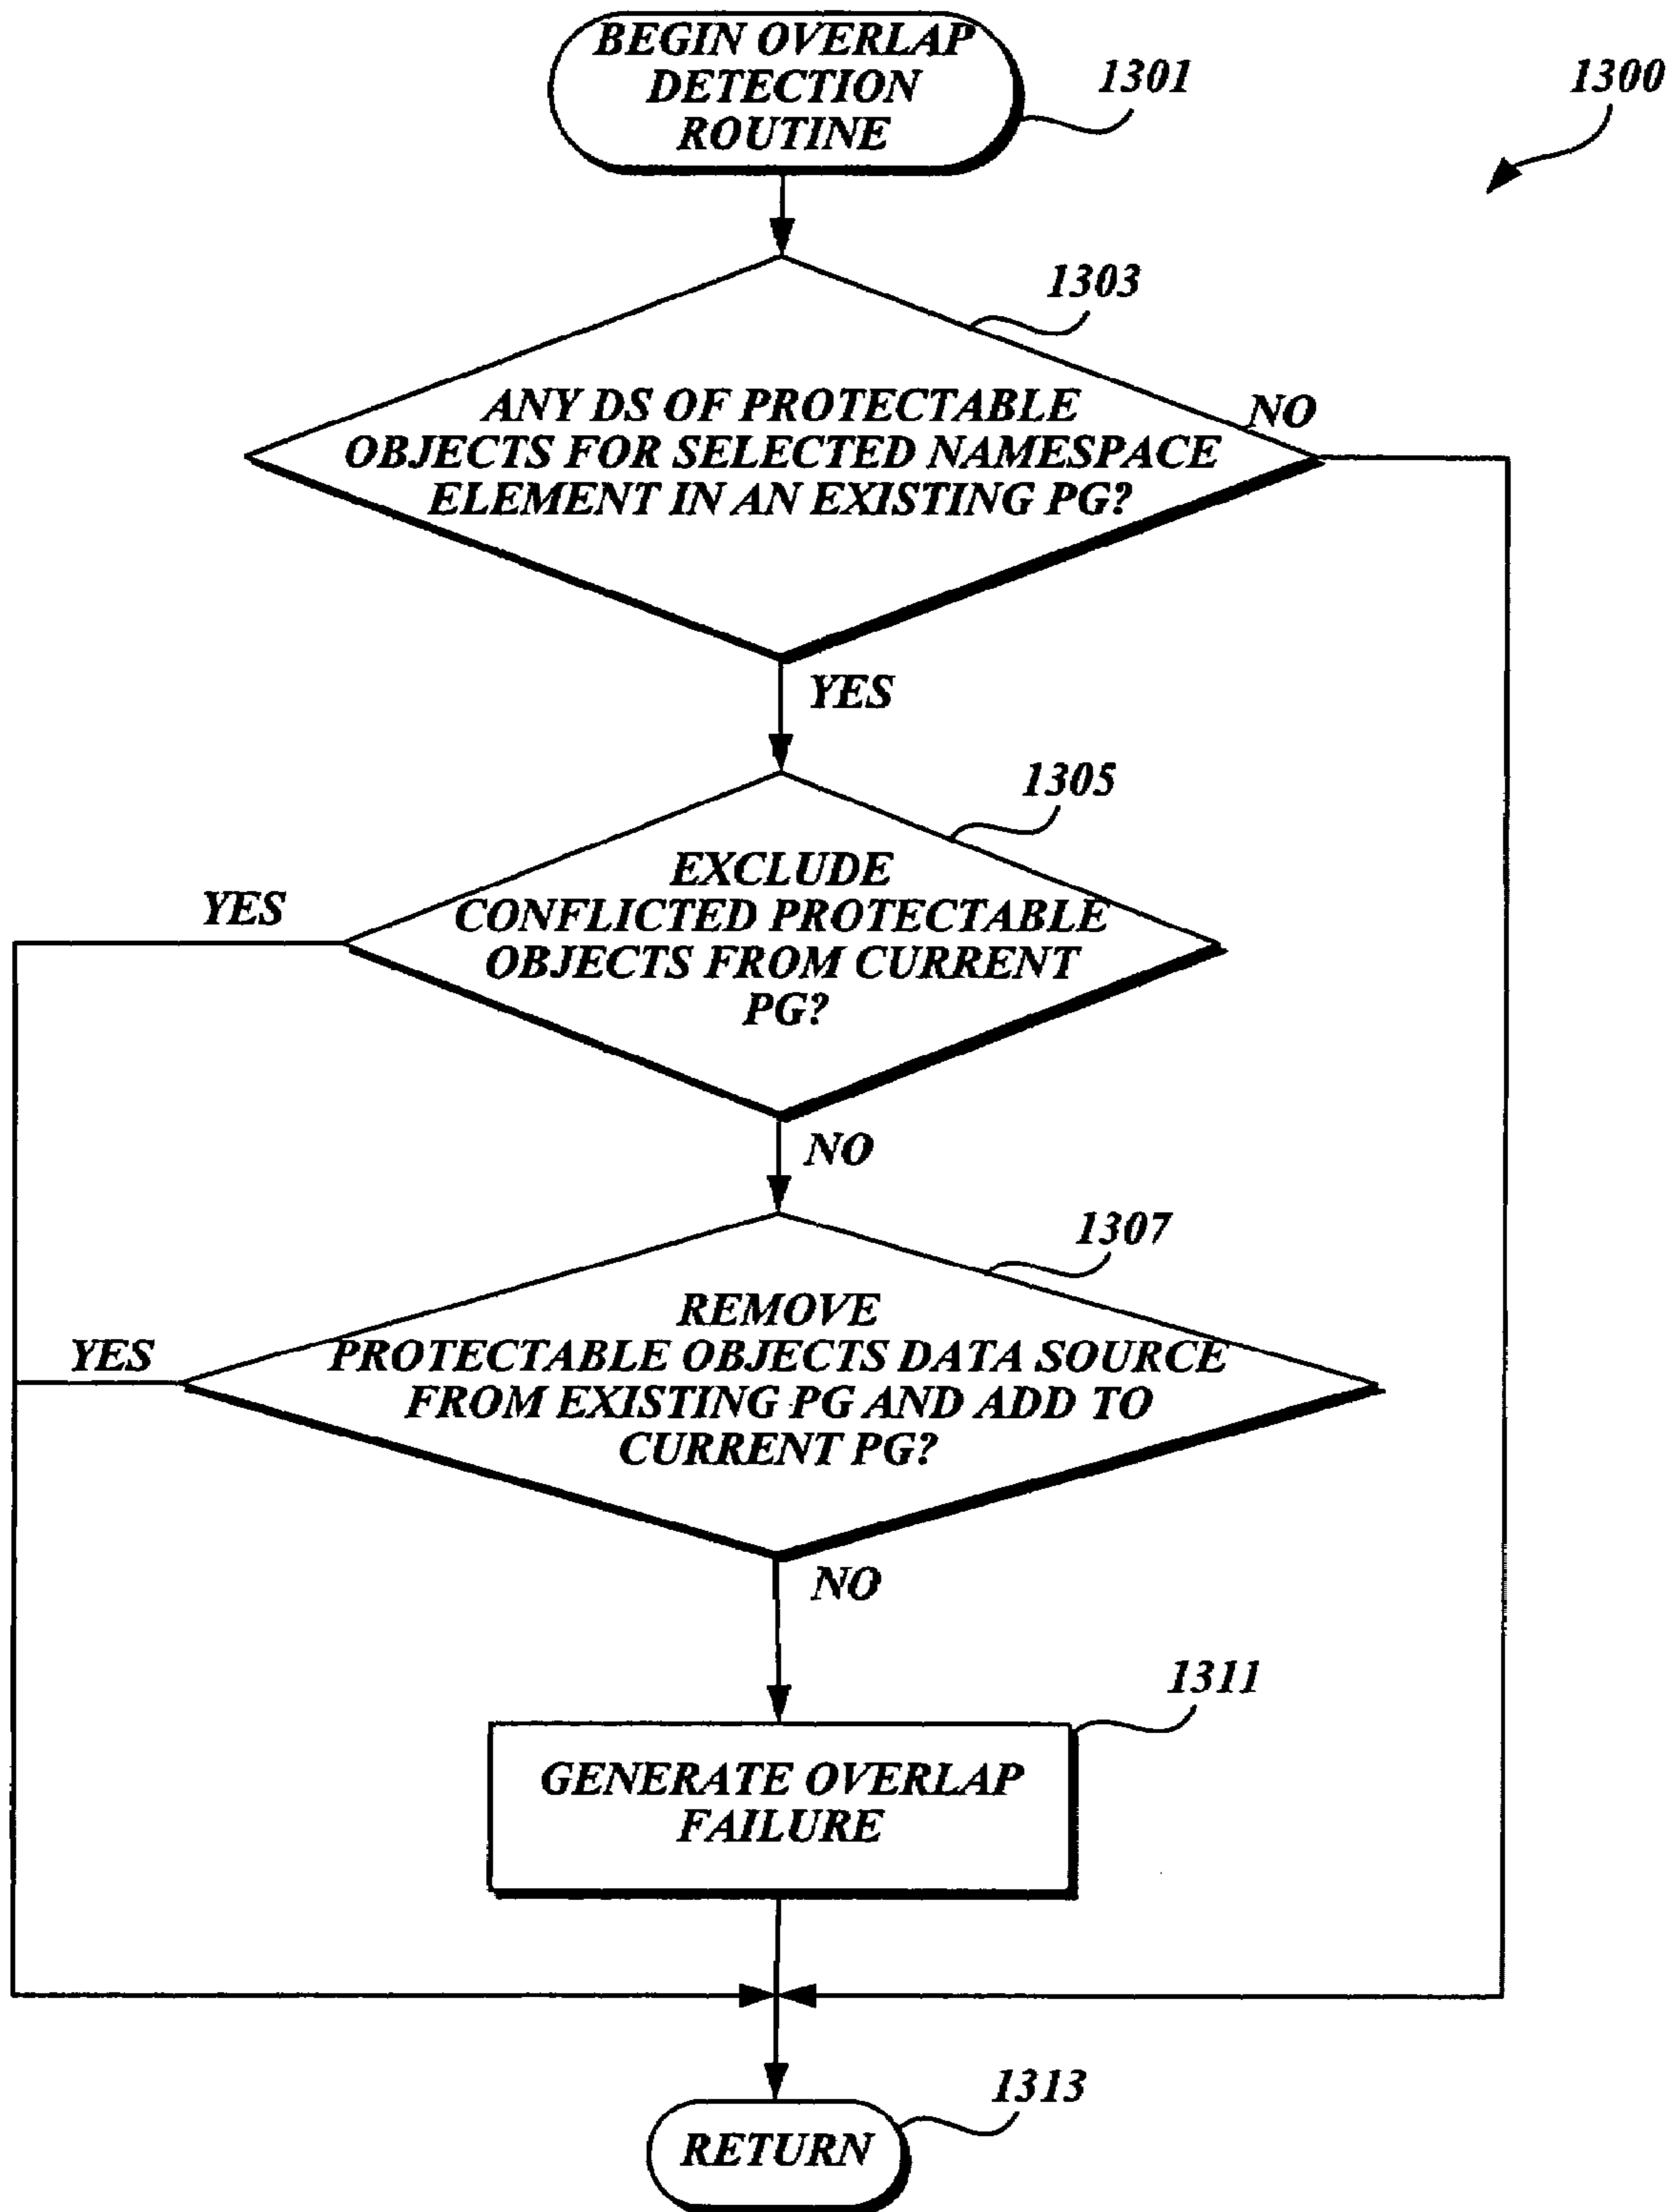 BEGIN OVERLAP
DETECTION
ROUTINE
1301
1300
1303
ANY DS OF PROTECTABLE
OBJECTS FOR SELECTED NAMESPACE
ELEMENT IN AN EXISTING PG?
NO
YES
1305
EXCLUDE
CONFLICTED PROTECTABLE
OBJECTS FROM CURRENT
PG?
YES
NO
1307
REMOVE
PROTECTABLE OBJECTS DATA SOURCE
FROM EXISTING PG AND ADD TO
CURRENT PG?
YES
NO
1311
GENERATE OVERLAP
FAILURE
1313
RETURN